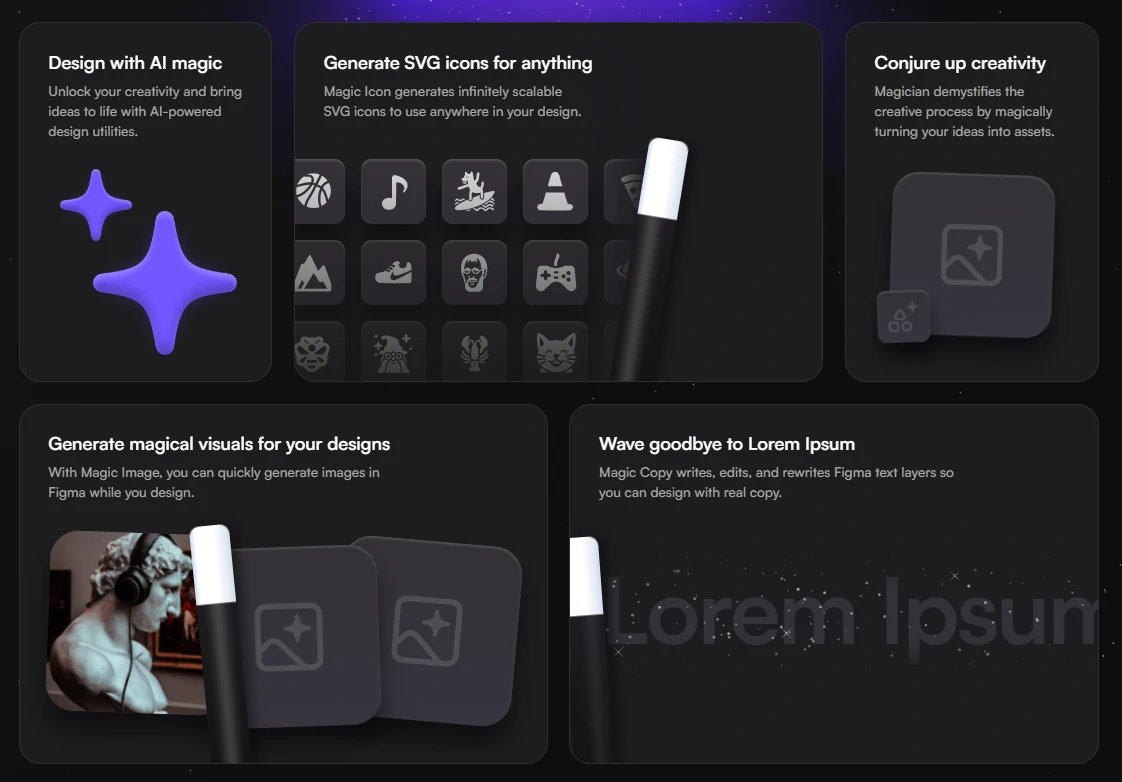 Design with AI magic
Unlock your creativity and bring
ideas to life with AI-powered
design utilities.
Generate SVG icons for anything
Magic Icon generates infinitely scalable
SVG icons to use anywhere in your design.
Conjure up creativity
Magician demystifies the
creative process by magically
turning your ideas into assets.
Generate magical visuals for your designs
With Magic Image, you can quickly generate images in
Figma while you design.
Wave goodbye to Lorem Ipsum
Magic Copy writes, edits, and rewrites Figma text layers so
you can design with real copy.
Lorem Ipsum